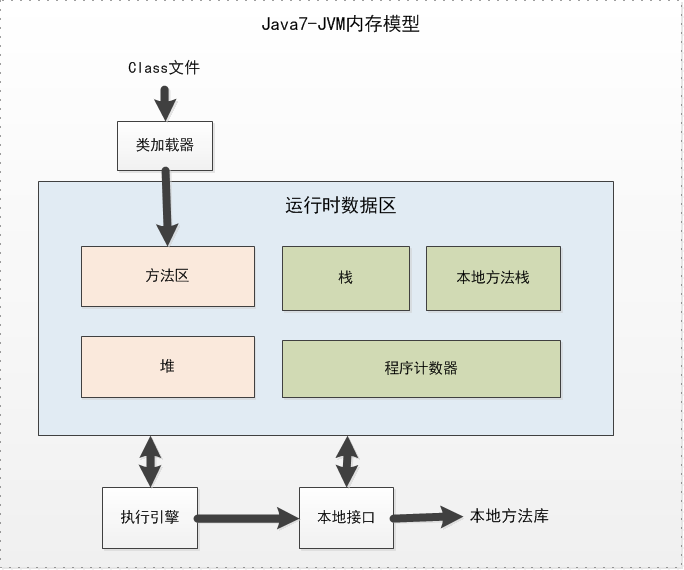 Java7-JVM内存模型
Class文件
类加载器
运行时数据区
方法区
栈
本地方法栈
堆
程序计数器
执行引擎
本地接口
本地方法库